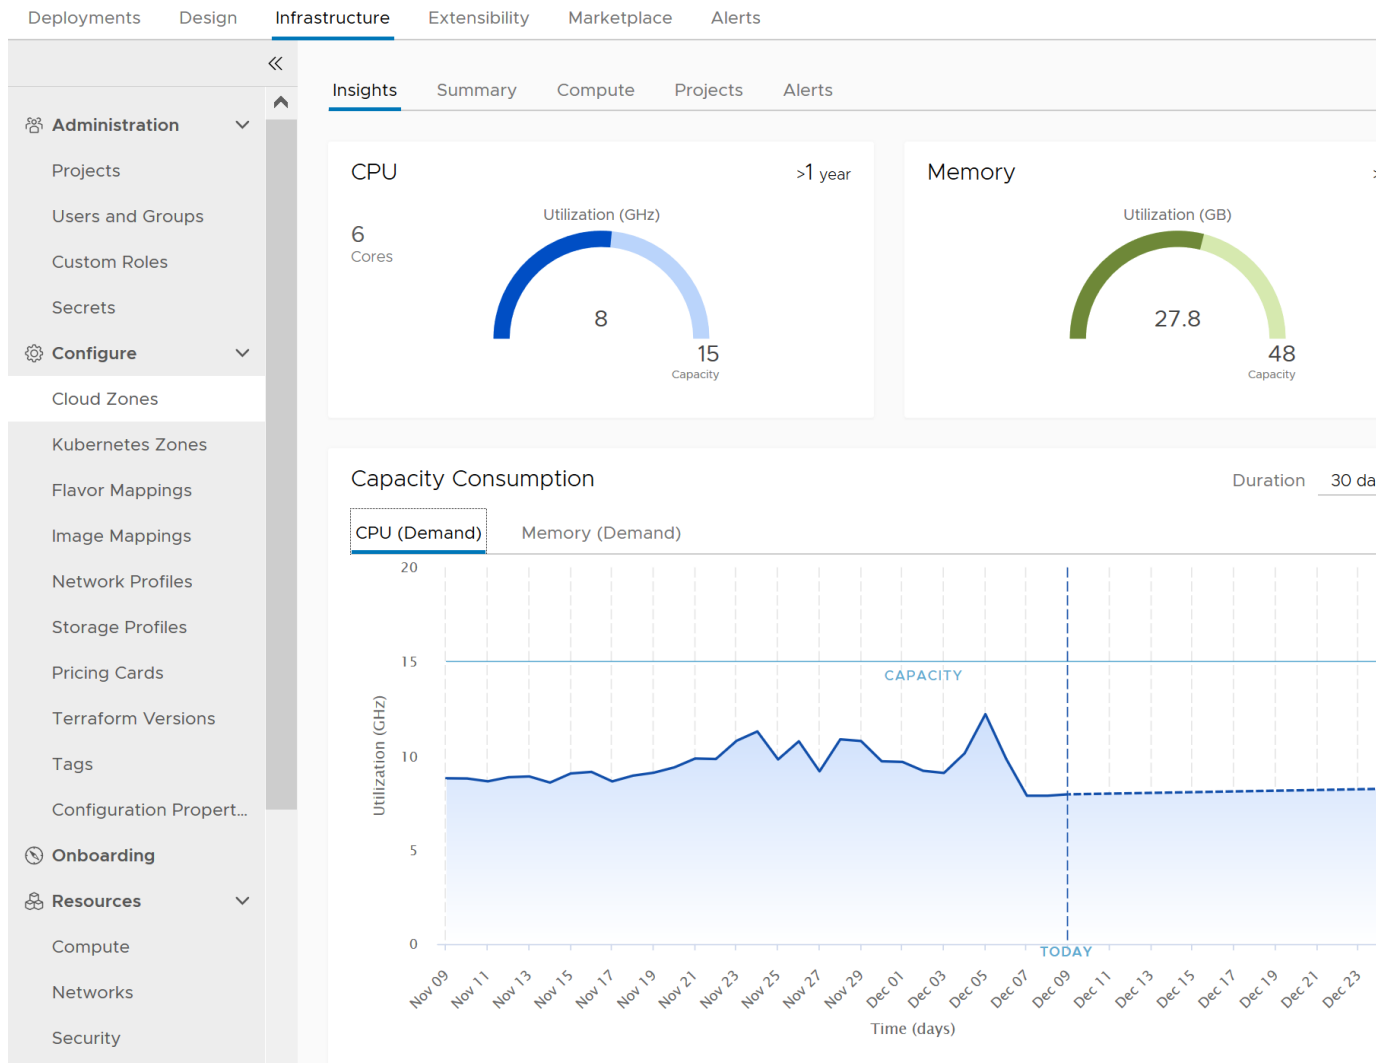 Deployments Design Infrastructure Extensibility Marketplace Alerts
Insights Summary Compute Projects Alerts
Administration
Projects
Users and Groups
Custom Roles
Secrets
Configure
Cloud Zones
Kubernetes Zones
Flavor Mappings
Image Mappings
Network Profiles
Storage Profiles
Pricing Cards
Terraform Versions
Tags
Configuration Propert...
Onboarding
Resources
Compute
Networks
Security
CPU
>1 year
6
Cores
Utilization (GHz)
8
15
Capacity
Memory
>
Utilization (GB)
27.8
48
Capacity
Capacity Consumption
Duration 30 da
CPU (Demand) Memory (Demand)
20
15
10
5
0
Utilization (GHz)
CAPACITY
TODAY
Nov 09 Nov 11 Nov 13 Nov 15 Nov 17 Nov 19 Nov 21 Nov 23 Nov 25 Nov 27 Nov 29 Dec 01 Dec 03 Dec 05 Dec 07 Dec 09 Dec 11 Dec 13 Dec 15 Dec 17 Dec 19 Dec 21 Dec 23
Time (days)